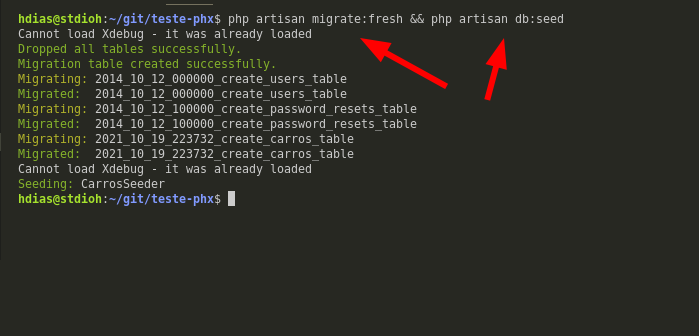 hdias@stdioh:~/git/teste-phx$ php artisan migrate:fresh && php artisan db:seed
Cannot load Xdebug - it was already loaded
Dropped all tables successfully.
Migration table created successfully.
Migrating: 2014_10_12_000000_create_users_table
Migrated:  2014_10_12_000000_create_users_table
Migrating: 2014_10_12_100000_create_password_resets_table
Migrated:  2014_10_12_100000_create_password_resets_table
Migrating: 2021_10_19_223732_create_carros_table
Migrated:  2021_10_19_223732_create_carros_table
Cannot load Xdebug - it was already loaded
Seeding: CarrosSeeder
hdias@stdioh:~/git/teste-phx$